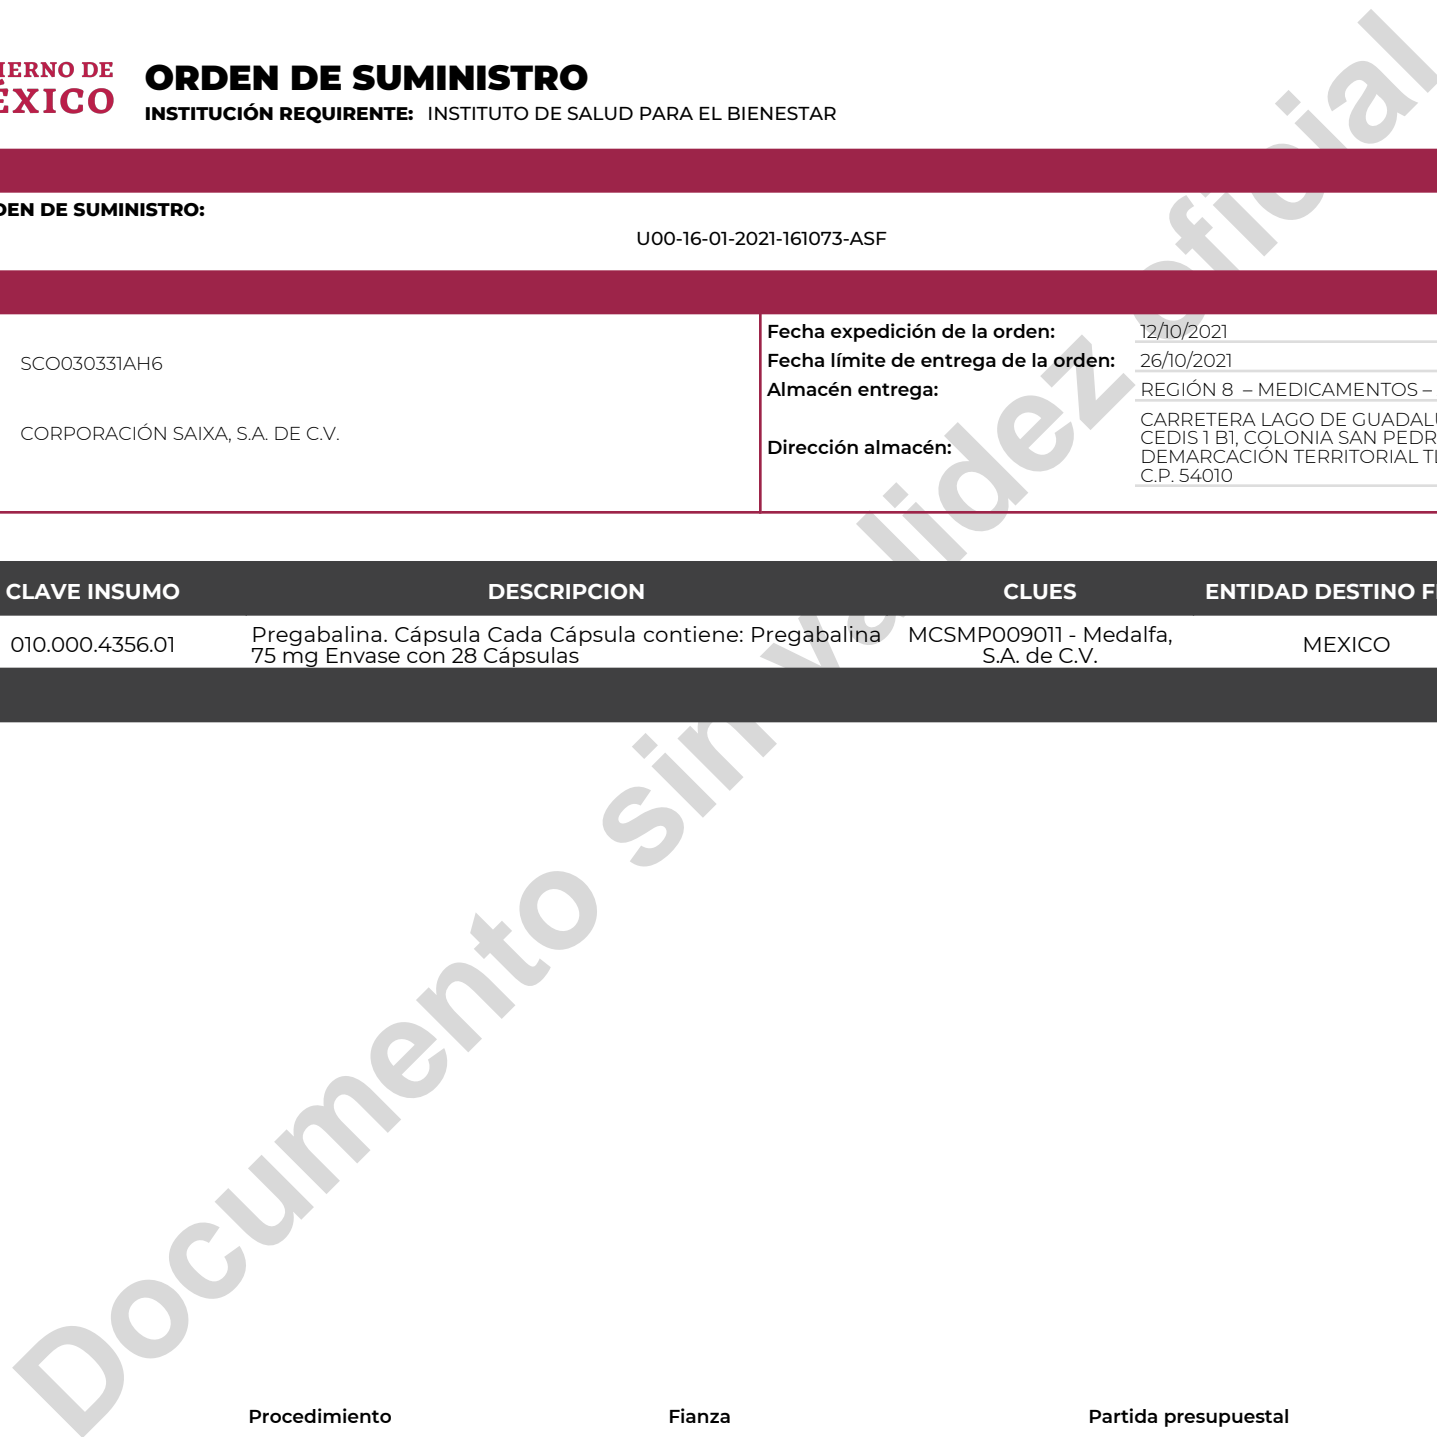 IERNO DE
ÉXICO
ORDEN DE SUMINISTRO
INSTITUCIÓN REQUIRENTE: INSTITUTO DE SALUD PARA EL BIENESTAR
DEN DE SUMINISTRO:
U00-16-01-2021-161073-ASF
SCO030331AH6
CORPORACIÓN SAIXA, S.A. DE C.V.
Fecha expedición de la orden: 12/10/2021
Fecha límite de entrega de la orden: 26/10/2021
Almacén entrega: REGIÓN 8 – MEDICAMENTOS –
Dirección almacén:
CARRETERA LAGO DE GUADALU
CEDIS 1 B1, COLONIA SAN PEDR
DEMARCACIÓN TERRITORIAL TL
C.P. 54010
CLAVE INSUMO DESCRIPCION CLUES ENTIDAD DESTINO F
010.000.4356.01
Pregabalina. Cápsula Cada Cápsula contiene: Pregabalina
75 mg Envase con 28 Cápsulas
MCSMP009011 - Medalfa,
S.A. de C.V.
MEXICO
Documento sin validez oficial
Procedimiento Fianza Partida presupuestal